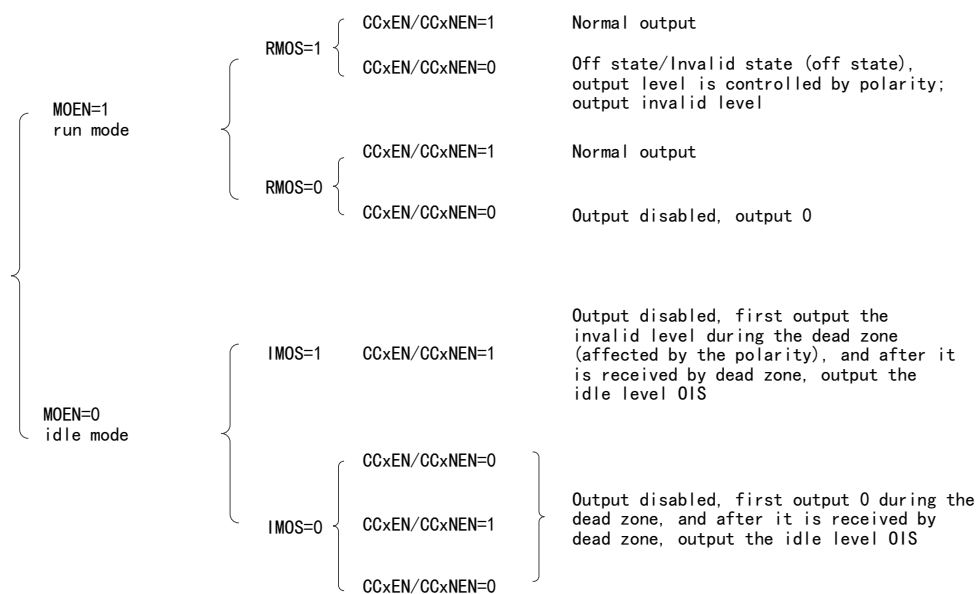 CCxEN/CCxNEN=1 Normal output
RMOS=1
CCxEN/CCxNEN=0 Off state/Invalid state (off state),
output level is controlled by polarity;
output invalid level
MOEN=1
run mode
CCxEN/CCxNEN=1 Normal output
RMOS=0
CCxEN/CCxNEN=0 Output disabled, output 0
Output disabled, first output the
invalid level during the dead zone
IMOS=1 CCxEN/CCxNEN=1 (affected by the polarity), and after it
is received by dead zone, output the
idle level OIS
MOEN=0
idle mode
CCxEN/CCxNEN=0
Output disabled, first output 0 during the
IMOS=0 CCxEN/CCxNEN=1 dead zone, and after it is received by
dead zone, output the idle level OIS
CCxEN/CCxNEN=0